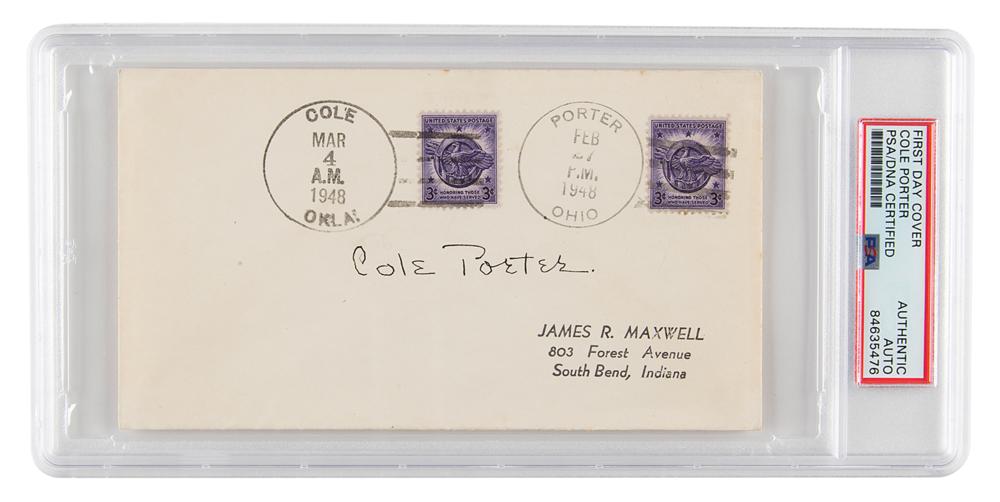 COLE
MAR
4
A.M.
1948
OKLA.
UNITED STATES POSTAGE
3¢ HONORING THOSE 3¢
WHO HAVE SERVED
PORTER
FEB
27
P.M.
1948
OHIO
UNITED STATES POSTAGE
3¢ HONORING THOSE 3¢
WHO HAVE SERVED
Cole Porter.
JAMES R. MAXWELL
803 Forest Avenue
South Bend, Indiana
FIRST DAY COVER
COLE PORTER
PSA/DNA CERTIFIED
PSA
AUTHENTIC
AUTO
84635476